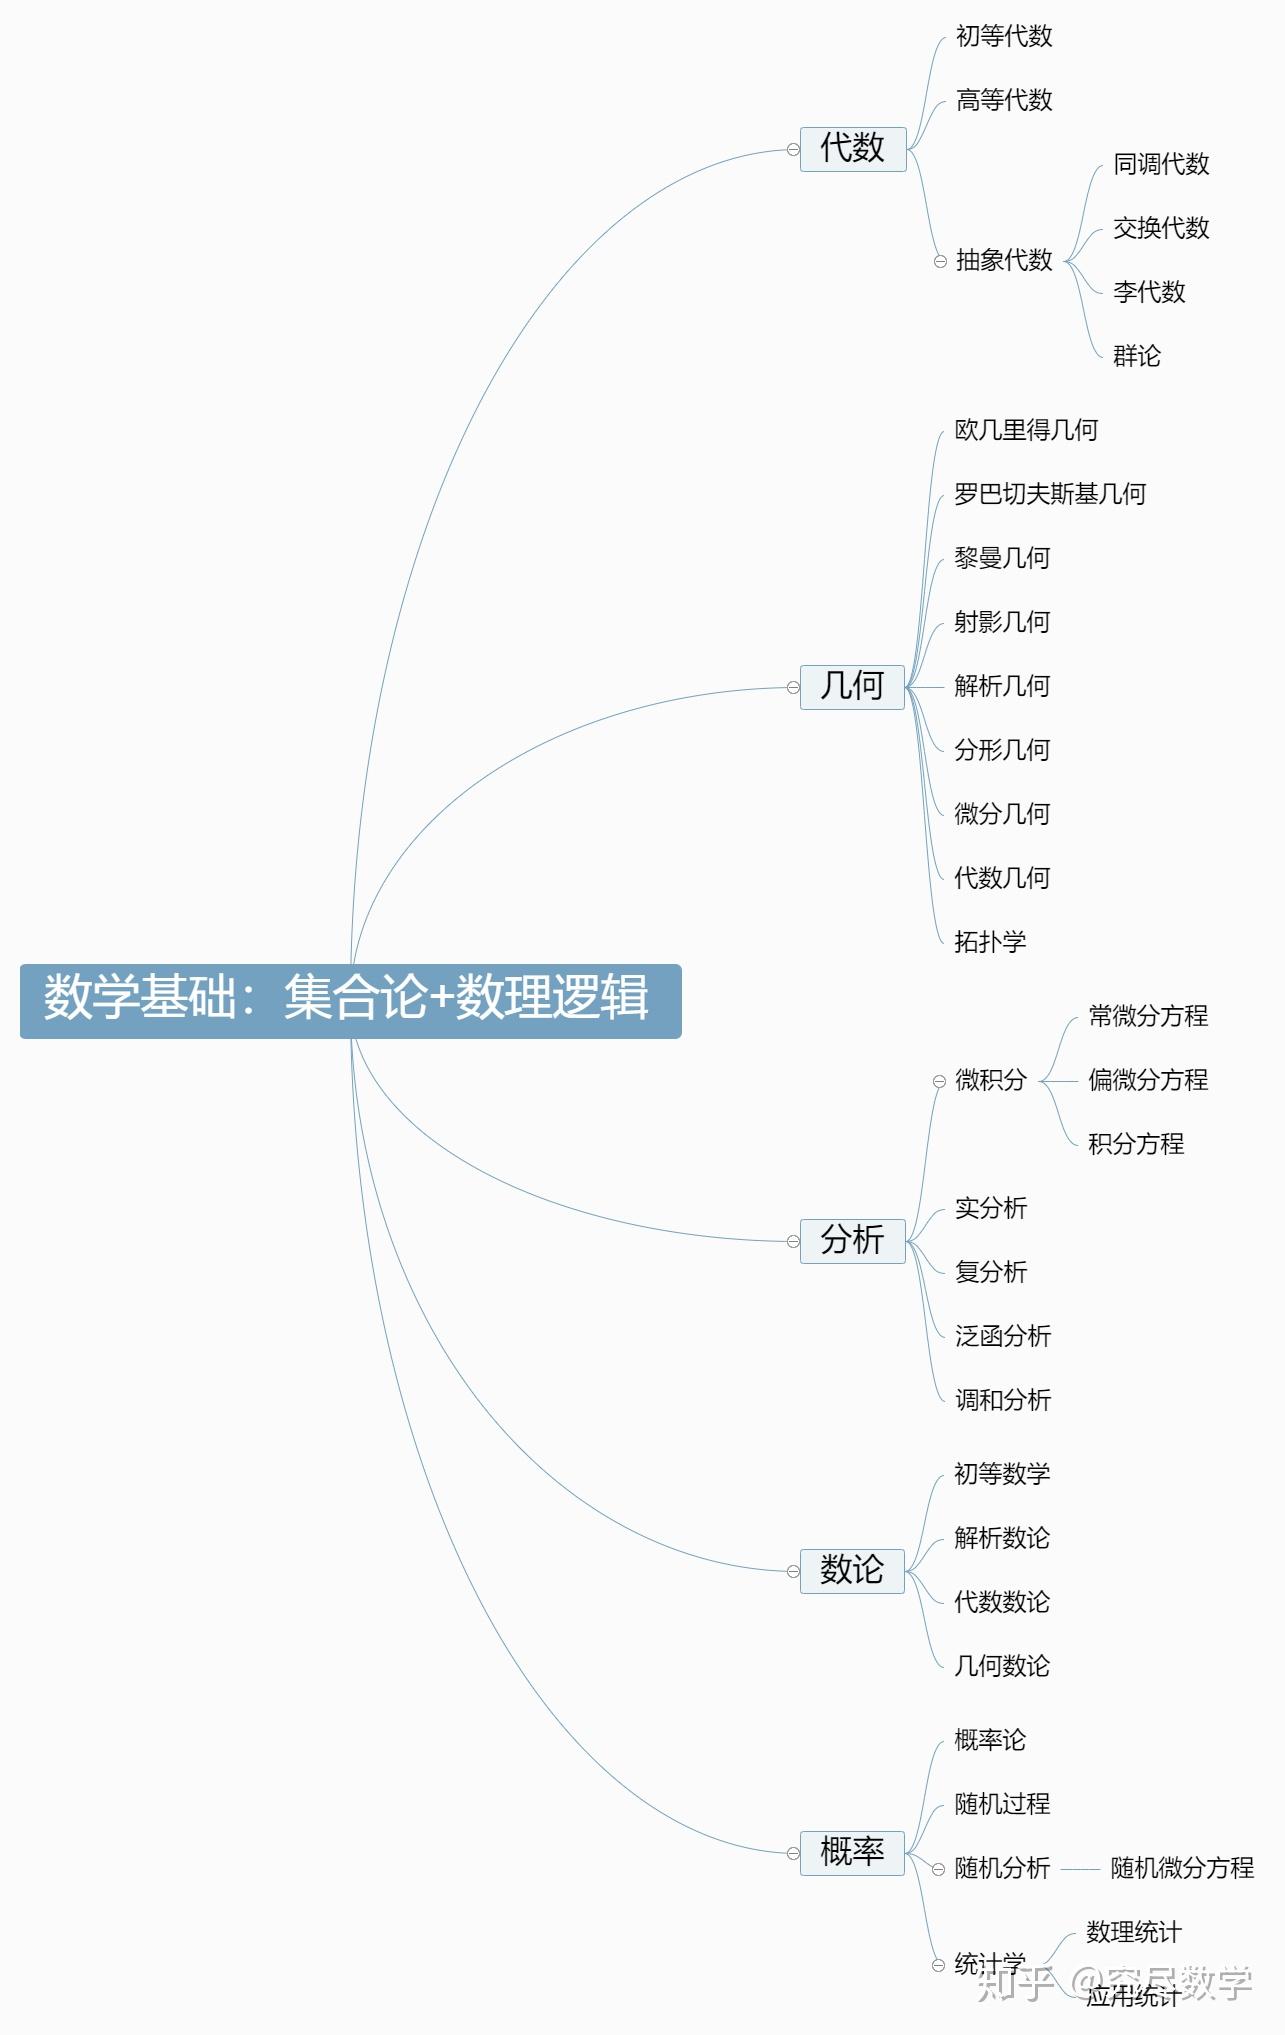 数学基础：集合论+数理逻辑
代数
初等代数
高等代数
抽象代数
同调代数
交换代数
李代数
群论
几何
欧几里得几何
罗巴切夫斯基几何
黎曼几何
射影几何
解析几何
分形几何
微分几何
代数几何
拓扑学
分析
微积分
常微分方程
偏微分方程
积分方程
实分析
复分析
泛函分析
调和分析
数论
初等数学
解析数论
代数数论
几何数论
概率
概率论
随机过程
随机分析
随机微分方程
统计学
数理统计
应用统计
知乎 @穷尽数学